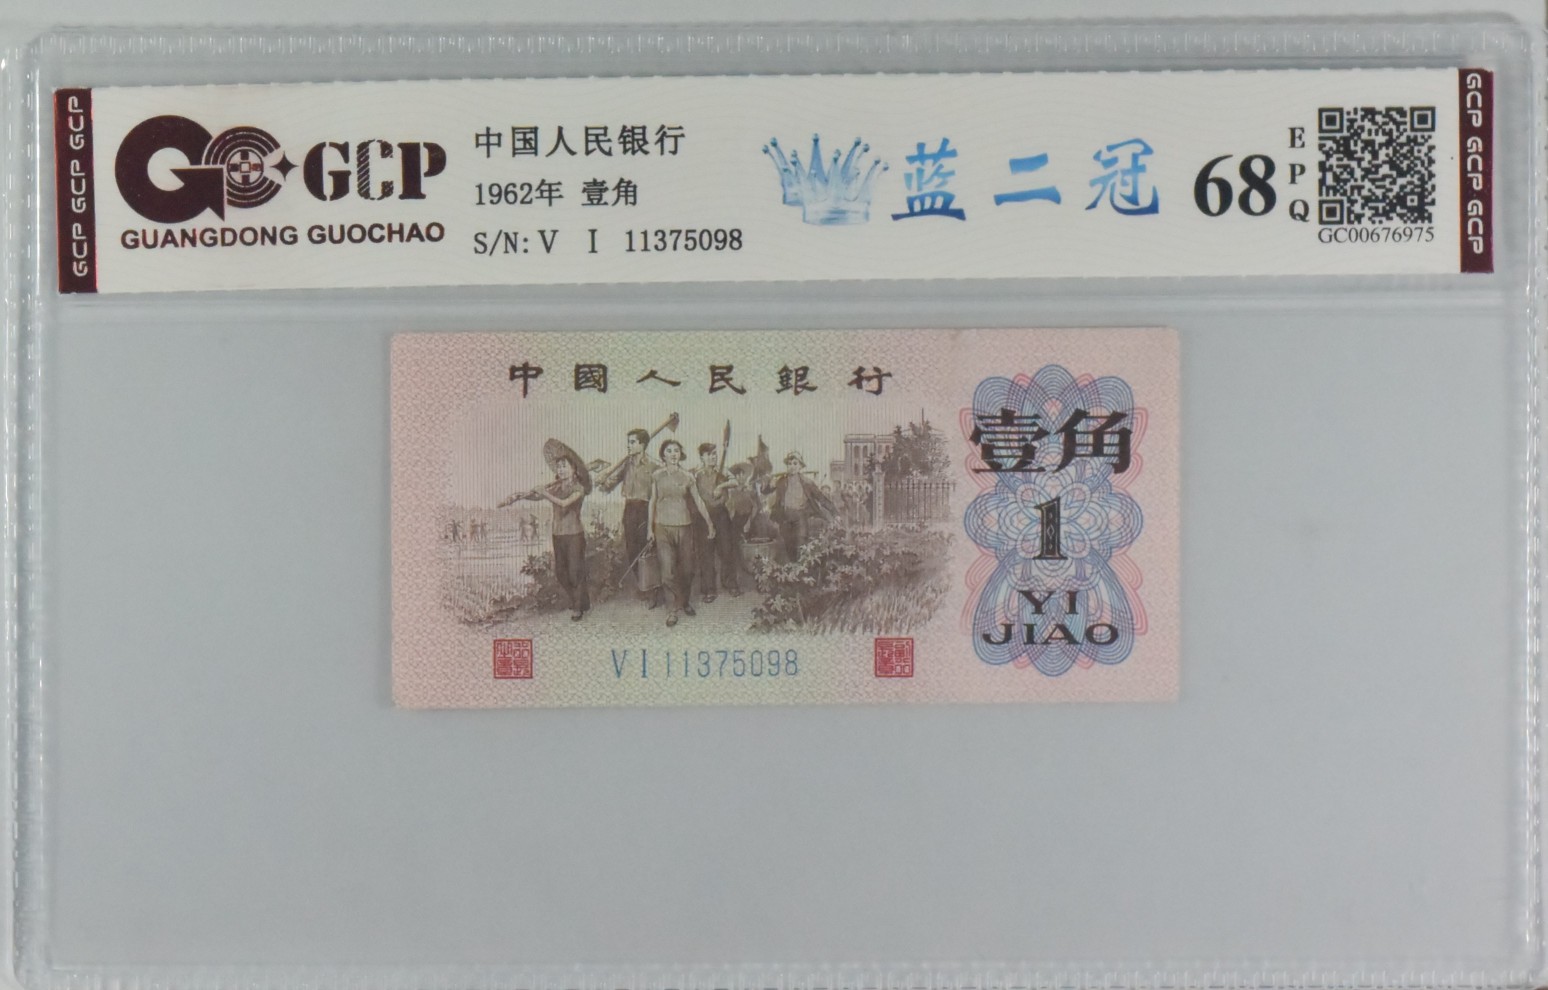 GCP GCP GCP
GCP
GUANGDONG GUOCHAO
中国人民银行
1962年 壹角
S/N: V I 11375098
蓝二冠
68
EPQ
GC00676975
GCP GCP GCP
中國人民銀行
壹角
1
YI
JIAO
VI11375098